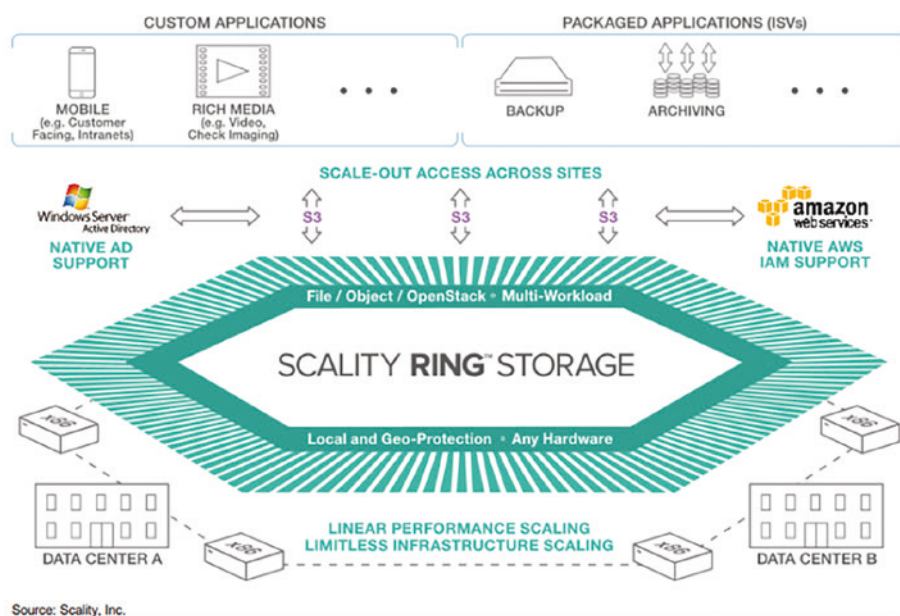 CUSTOM APPLICATIONS
PACKAGED APPLICATIONS (ISVs)
MOBILE
(e.g. Customer
Facing, Intranets)
RICH MEDIA
(e.g. Video,
Check Imaging)
• • •
BACKUP
ARCHIVING
• • •
SCALE-OUT ACCESS ACROSS SITES
Windows Server
Active Directory
NATIVE AD
SUPPORT
S3
S3
S3
amazon
web services™
NATIVE AWS
IAM SUPPORT
File / Object / OpenStack • Multi-Workload
SCALITY RING™ STORAGE
Local and Geo-Protection • Any Hardware
x86
x86
DATA CENTER A
x86
LINEAR PERFORMANCE SCALING
LIMITLESS INFRASTRUCTURE SCALING
x86
DATA CENTER B
Source: Scality, Inc.